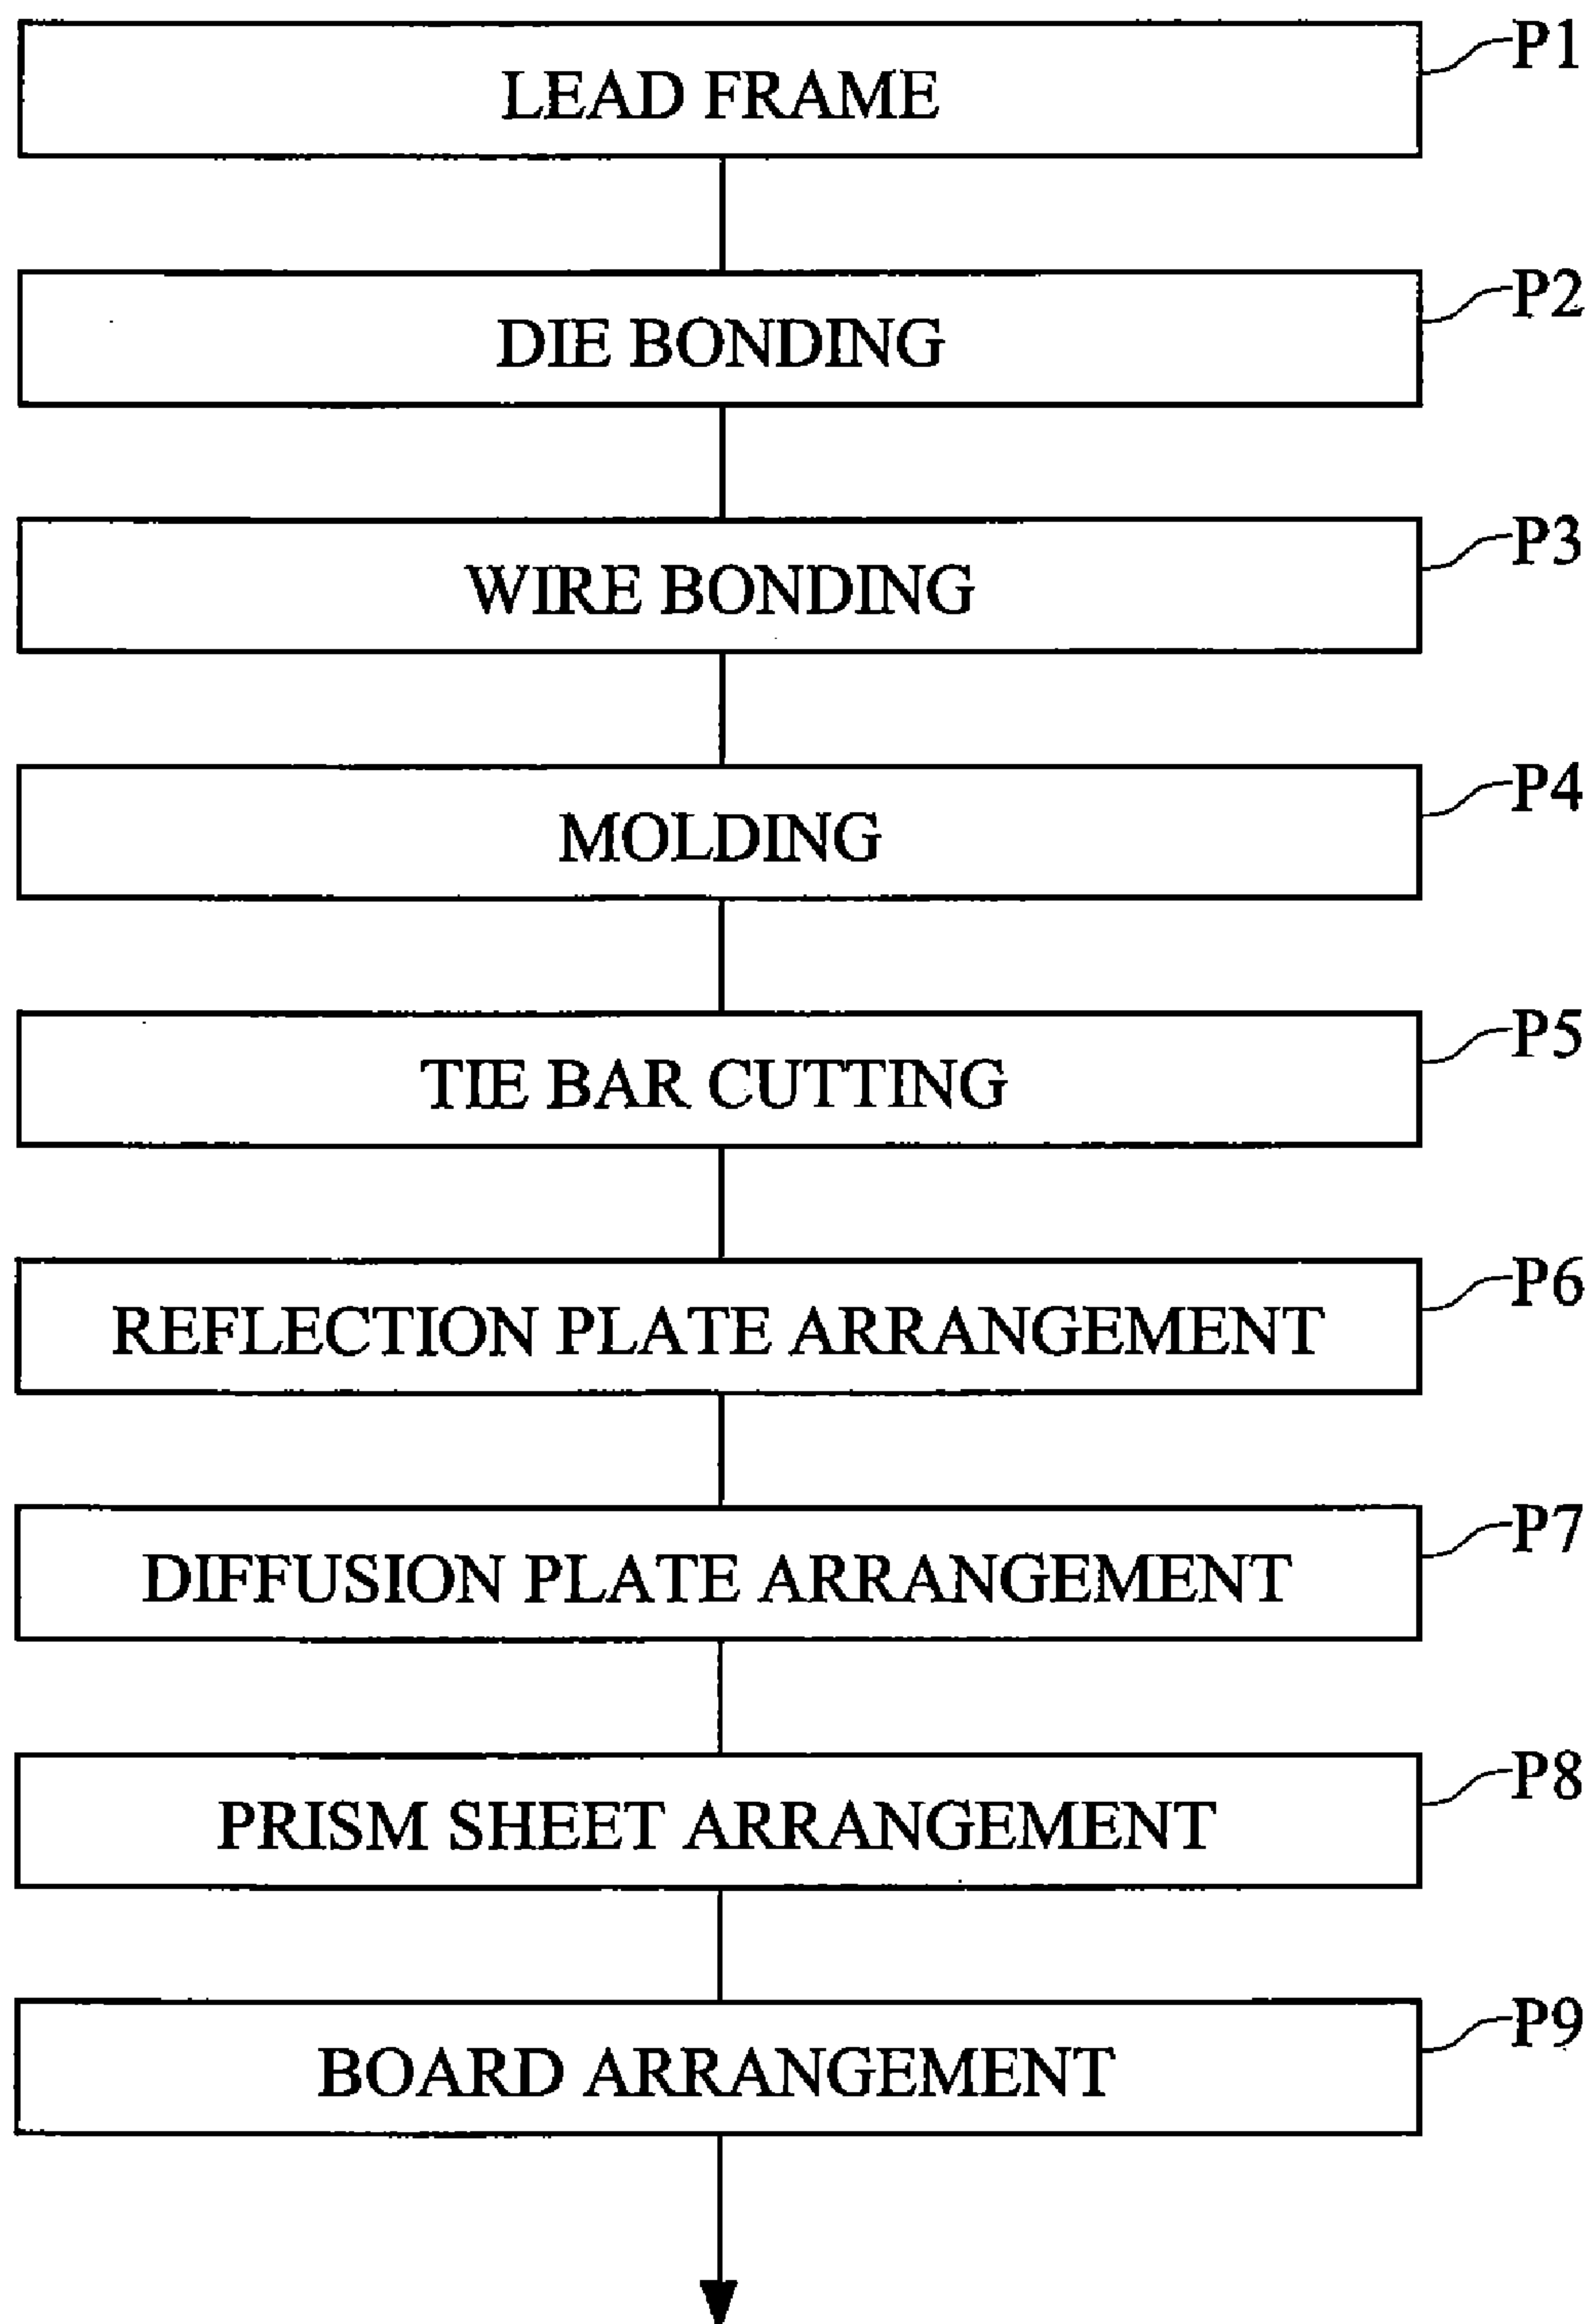 LEAD FRAME P1
DIE BONDING P2
WIRE BONDING P3
MOLDING P4
TIE BAR CUTTING P5
REFLECTION PLATE ARRANGEMENT P6
DIFFUSION PLATE ARRANGEMENT P7
PRISM SHEET ARRANGEMENT P8
BOARD ARRANGEMENT P9